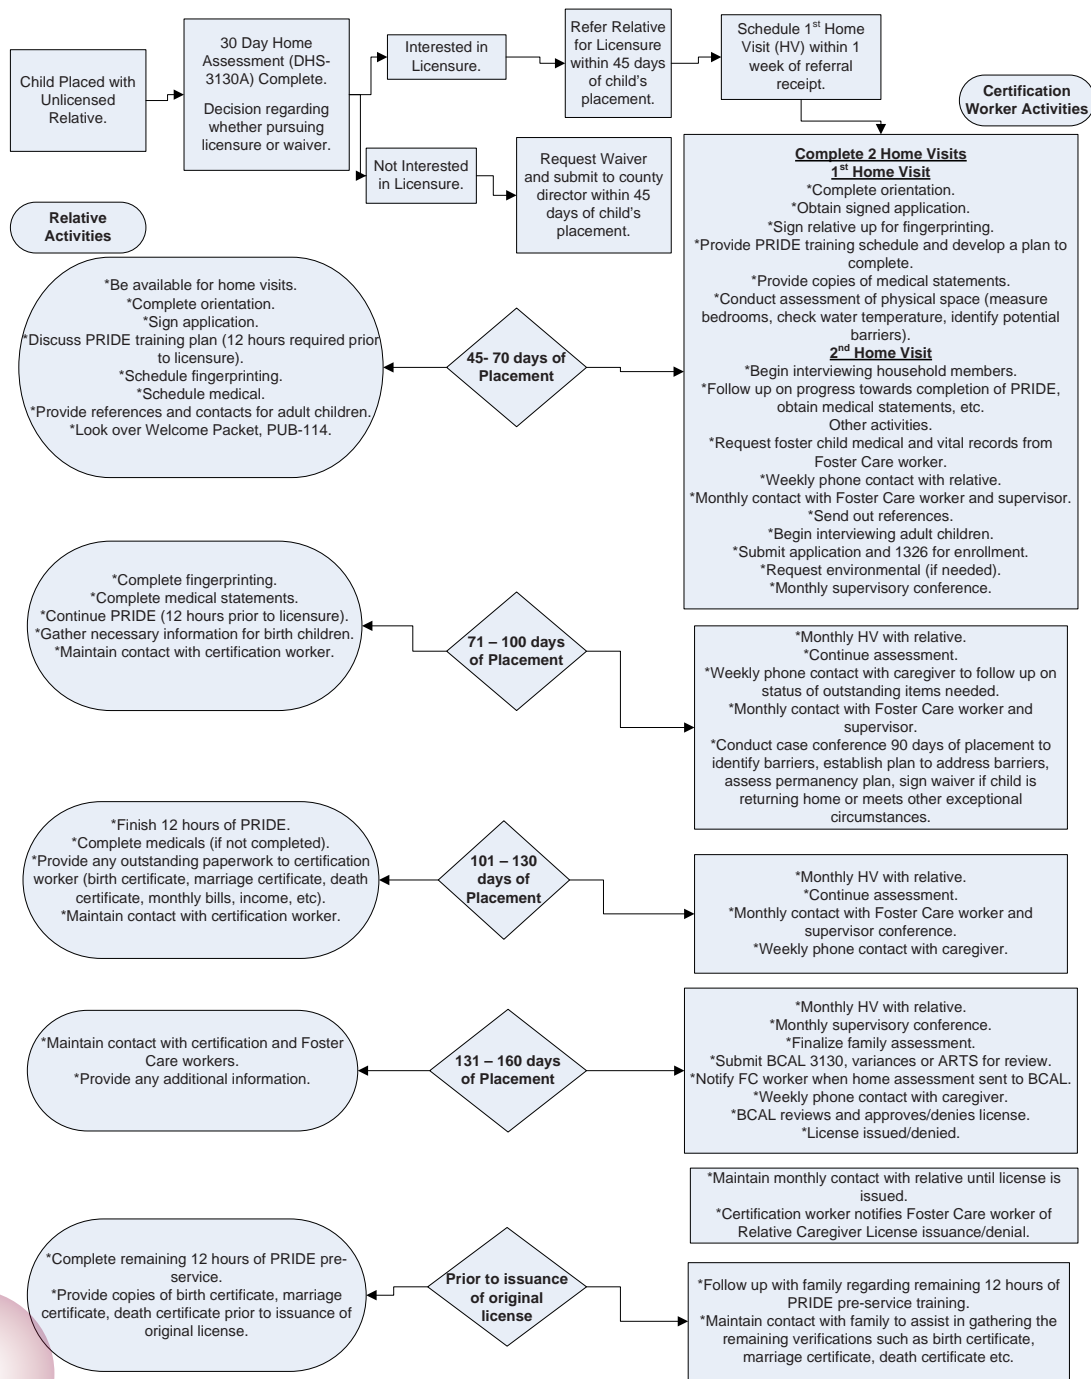 Child Placed with
Unlicensed
Relative.
30 Day Home
Assessment (DHS-
3130A) Complete.
Decision regarding
whether pursuing
licensure or waiver.
Interested in
Licensure.
Refer Relative
for Licensure
within 45 days
of child's
placement.
Schedule 1st Home
Visit (HV) within 1
week of referral
receipt.
Not Interested
in Licensure.
Request Waiver
and submit to county
director within 45
days of child's
placement.
Certification
Worker Activities
Relative
Activities
Complete 2 Home Visits
1st Home Visit
*Complete orientation.
*Obtain signed application.
*Sign relative up for fingerprinting.
*Provide PRIDE training schedule and develop a plan to
complete.
*Provide copies of medical statements.
*Conduct assessment of physical space (measure
bedrooms, check water temperature, identify potential
barriers).
2nd Home Visit
*Begin interviewing household members.
*Follow up on progress towards completion of PRIDE,
obtain medical statements, etc.
Other activities.
*Request foster child medical and vital records from
Foster Care worker.
*Weekly phone contact with relative.
*Monthly contact with Foster Care worker and supervisor.
*Send out references.
*Begin interviewing adult children.
*Submit application and 1326 for enrollment.
*Request environmental (if needed).
*Monthly supervisory conference.
*Be available for home visits.
*Complete orientation.
*Sign application.
*Discuss PRIDE training plan (12 hours required prior
to licensure).
*Schedule fingerprinting.
*Schedule medical.
*Provide references and contacts for adult children.
*Look over Welcome Packet, PUB-114.
45- 70 days of
Placement
*Complete fingerprinting.
*Complete medical statements.
*Continue PRIDE (12 hours prior to licensure).
*Gather necessary information for birth children.
*Maintain contact with certification worker.
71 – 100 days
of Placement
*Monthly HV with relative.
*Continue assessment.
*Weekly phone contact with caregiver to follow up on
status of outstanding items needed.
*Monthly contact with Foster Care worker and
supervisor.
*Conduct case conference 90 days of placement to
identify barriers, establish plan to address barriers,
assess permanency plan, sign waiver if child is
returning home or meets other exceptional
circumstances.
*Finish 12 hours of PRIDE.
*Complete medicals (if not completed).
*Provide any outstanding paperwork to certification
worker (birth certificate, marriage certificate, death
certificate, monthly bills, income, etc).
*Maintain contact with certification worker.
101 – 130
days of
Placement
*Monthly HV with relative.
*Continue assessment.
*Monthly contact with Foster Care worker and
supervisor conference.
*Weekly phone contact with caregiver.
*Maintain contact with certification and Foster
Care workers.
*Provide any additional information.
131 – 160 days
of Placement
*Monthly HV with relative.
*Monthly supervisory conference.
*Finalize family assessment.
*Submit BCAL 3130, variances or ARTS for review.
*Notify FC worker when home assessment sent to BCAL.
*Weekly phone contact with caregiver.
*BCAL reviews and approves/denies license.
*License issued/denied.
*Maintain monthly contact with relative until license is
issued.
*Certification worker notifies Foster Care worker of
Relative Caregiver License issuance/denial.
*Complete remaining 12 hours of PRIDE pre-
service.
*Provide copies of birth certificate, marriage
certificate, death certificate prior to issuance of
original license.
Prior to issuance
of original
license
*Follow up with family regarding remaining 12 hours of
PRIDE pre-service training.
*Maintain contact with family to assist in gathering the
remaining verifications such as birth certificate,
marriage certificate, death certificate etc.